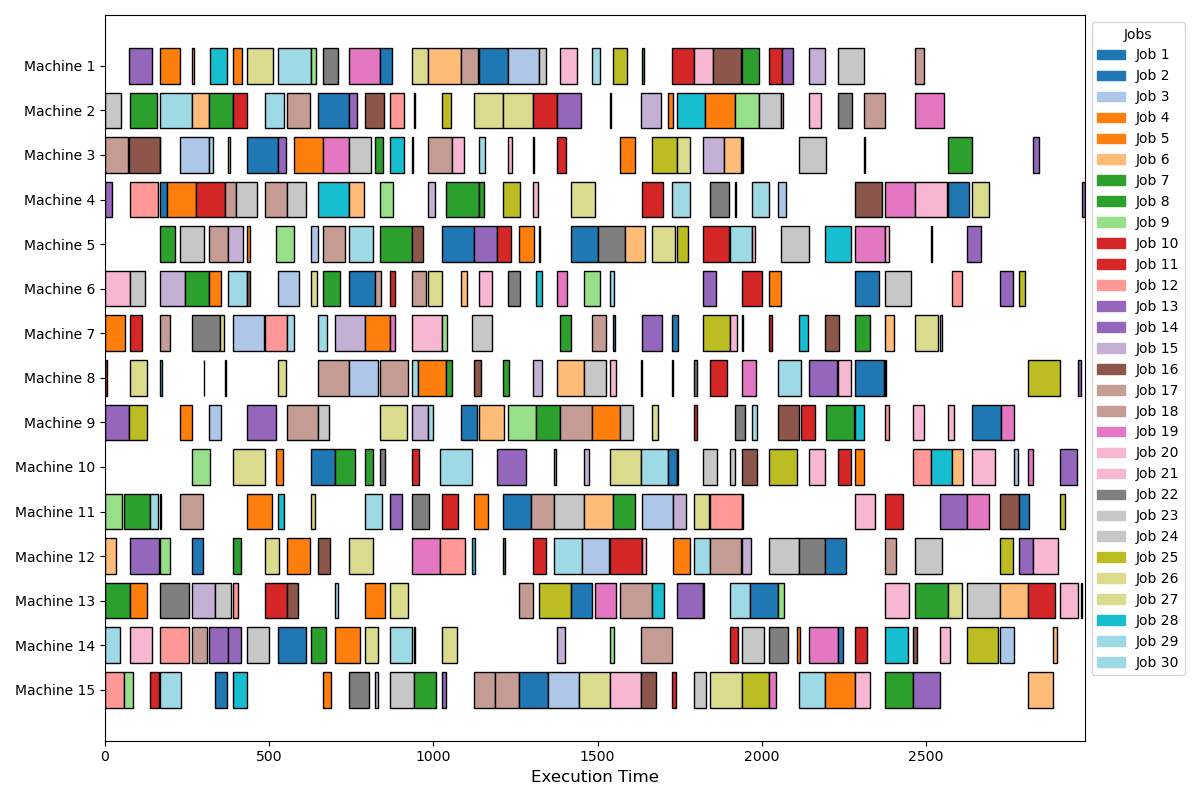 Machine 1
Machine 2
Machine 3
Machine 4
Machine 5
Machine 6
Machine 7
Machine 8
Machine 9
Machine 10
Machine 11
Machine 12
Machine 13
Machine 14
Machine 15
0 500 1000 1500 2000 2500
Execution Time
Jobs
Job 1
Job 2
Job 3
Job 4
Job 5
Job 6
Job 7
Job 8
Job 9
Job 10
Job 11
Job 12
Job 13
Job 14
Job 15
Job 16
Job 17
Job 18
Job 19
Job 20
Job 21
Job 22
Job 23
Job 24
Job 25
Job 26
Job 27
Job 28
Job 29
Job 30